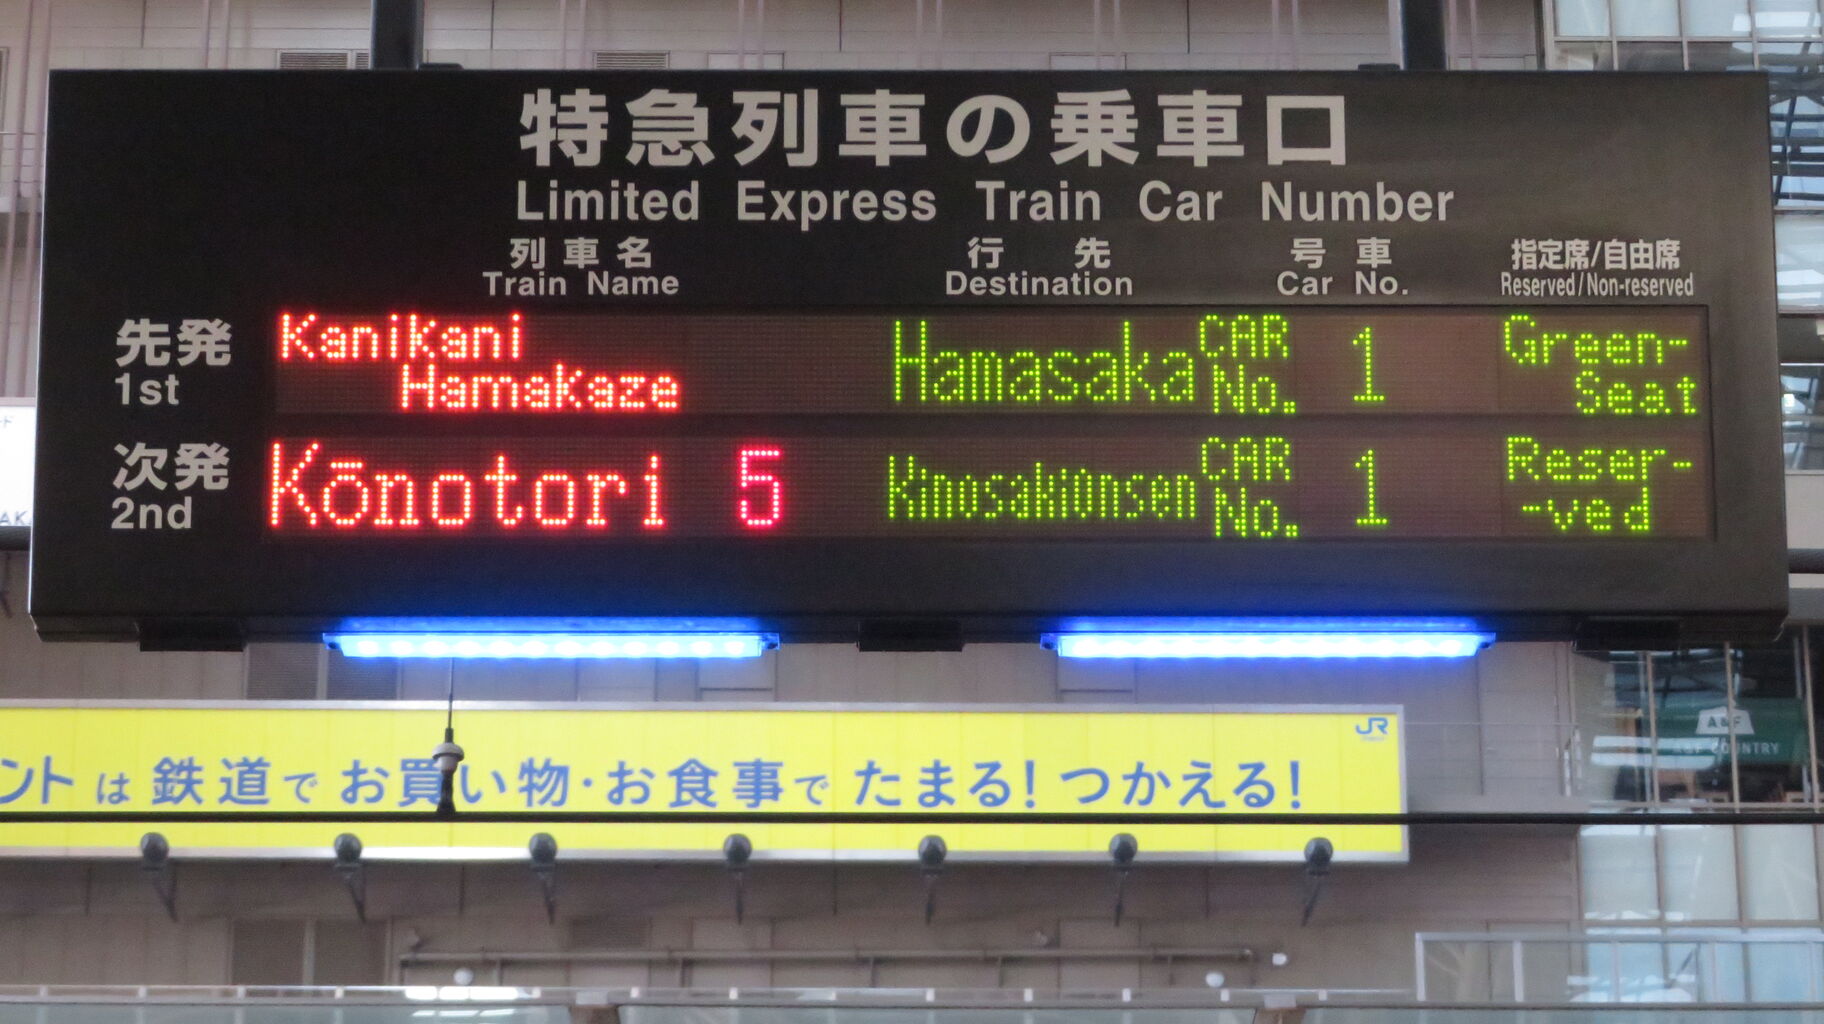 特急列車の乗車口
Limited Express Train Car Number
列車名 行先 号車 指定席/自由席
Train Name Destination Car No. Reserved/Non-reserved
先発 KaniKani Hamasaka CAR 1 Green-
1st HamaKaze No. Seat
次発 Kōnotori 5 KinosakiOnsen CAR 1 Reser-
2nd No. -ved
JR
ントは鉄道でお買い物・お食事でたまる!つかえる!
A&F
A&F COUNTRY